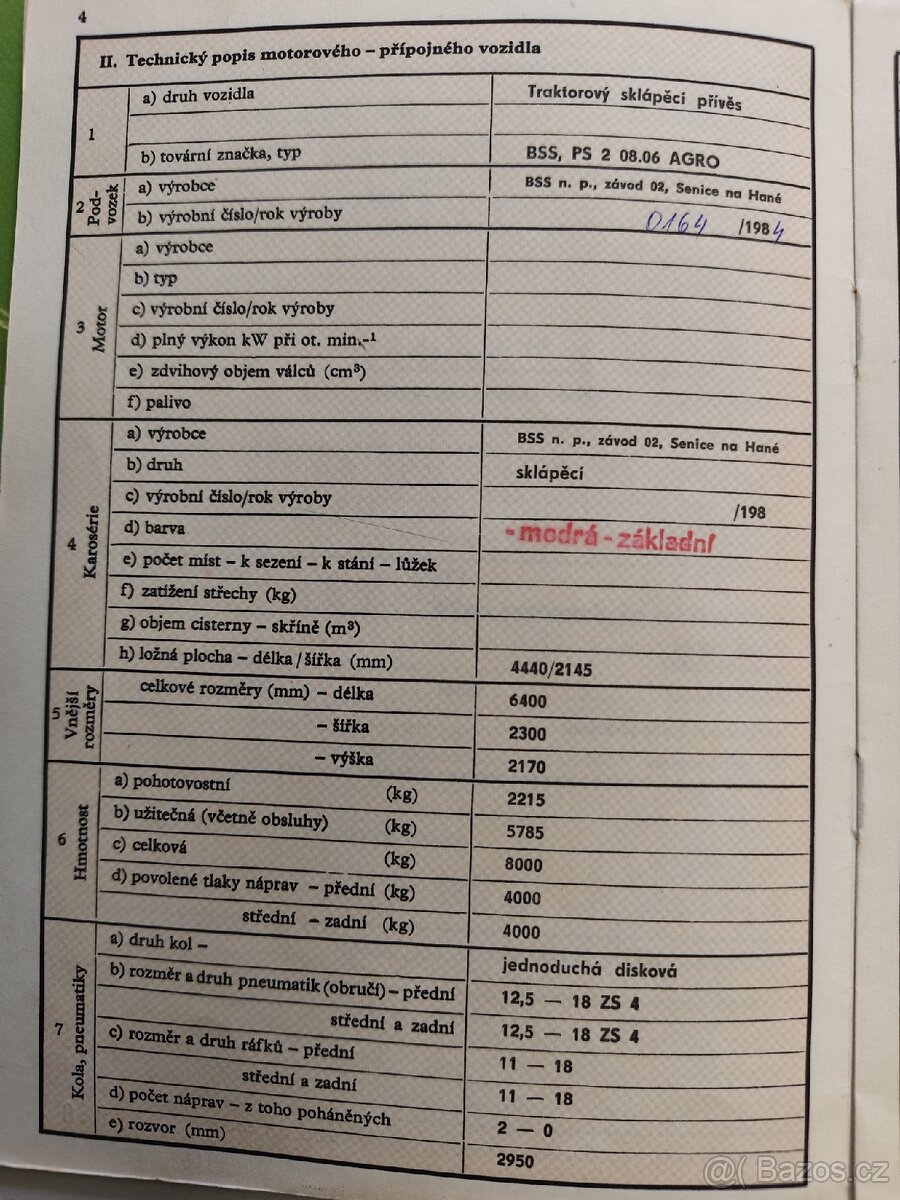 4
II. Technický popis motorového – přípojného vozidla
1
a) druh vozidla
Traktorový sklápěcí přívěs
b) tovární značka, typ
BSS, PS 2 08.06 AGRO
2 Pod-
vozek
a) výrobce
BSS n. p., závod 02, Senice na Hané
b) výrobní číslo/rok výroby
0164 /1984
3 Motor
a) výrobce
b) typ
c) výrobní číslo/rok výroby
d) plný výkon kW při ot. min.-¹
e) zdvihový objem válců (cm³)
f) palivo
4 Karosérie
a) výrobce
BSS n. p., závod 02, Senice na Hané
b) druh
sklápěcí
c) výrobní číslo/rok výroby
/198
d) barva
-modrá-základní
e) počet míst – k sezení – k stání – lůžek
f) zatížení střechy (kg)
g) objem cisterny – skříně (m³)
h) ložná plocha – délka/šířka (mm)
4440/2145
5 Vnější
rozměry
celkové rozměry (mm) – délka
6400
– šířka
2300
– výška
2170
6 Hmotnost
a) pohotovostní (kg)
2215
b) užitečná (včetně obsluhy) (kg)
5785
c) celková (kg)
8000
d) povolené tlaky náprav – přední (kg)
4000
střední – zadní (kg)
4000
7 Kola, pneumatiky
a) druh kol –
jednoduchá disková
b) rozměr a druh pneumatik (obručí) – přední
12,5 — 18 ZS 4
střední a zadní
12,5 — 18 ZS 4
c) rozměr a druh ráfků – přední
11 — 18
střední a zadní
11 — 18
d) počet náprav – z toho poháněných
2 — 0
e) rozvor (mm)
2950
@( Bazos.cz